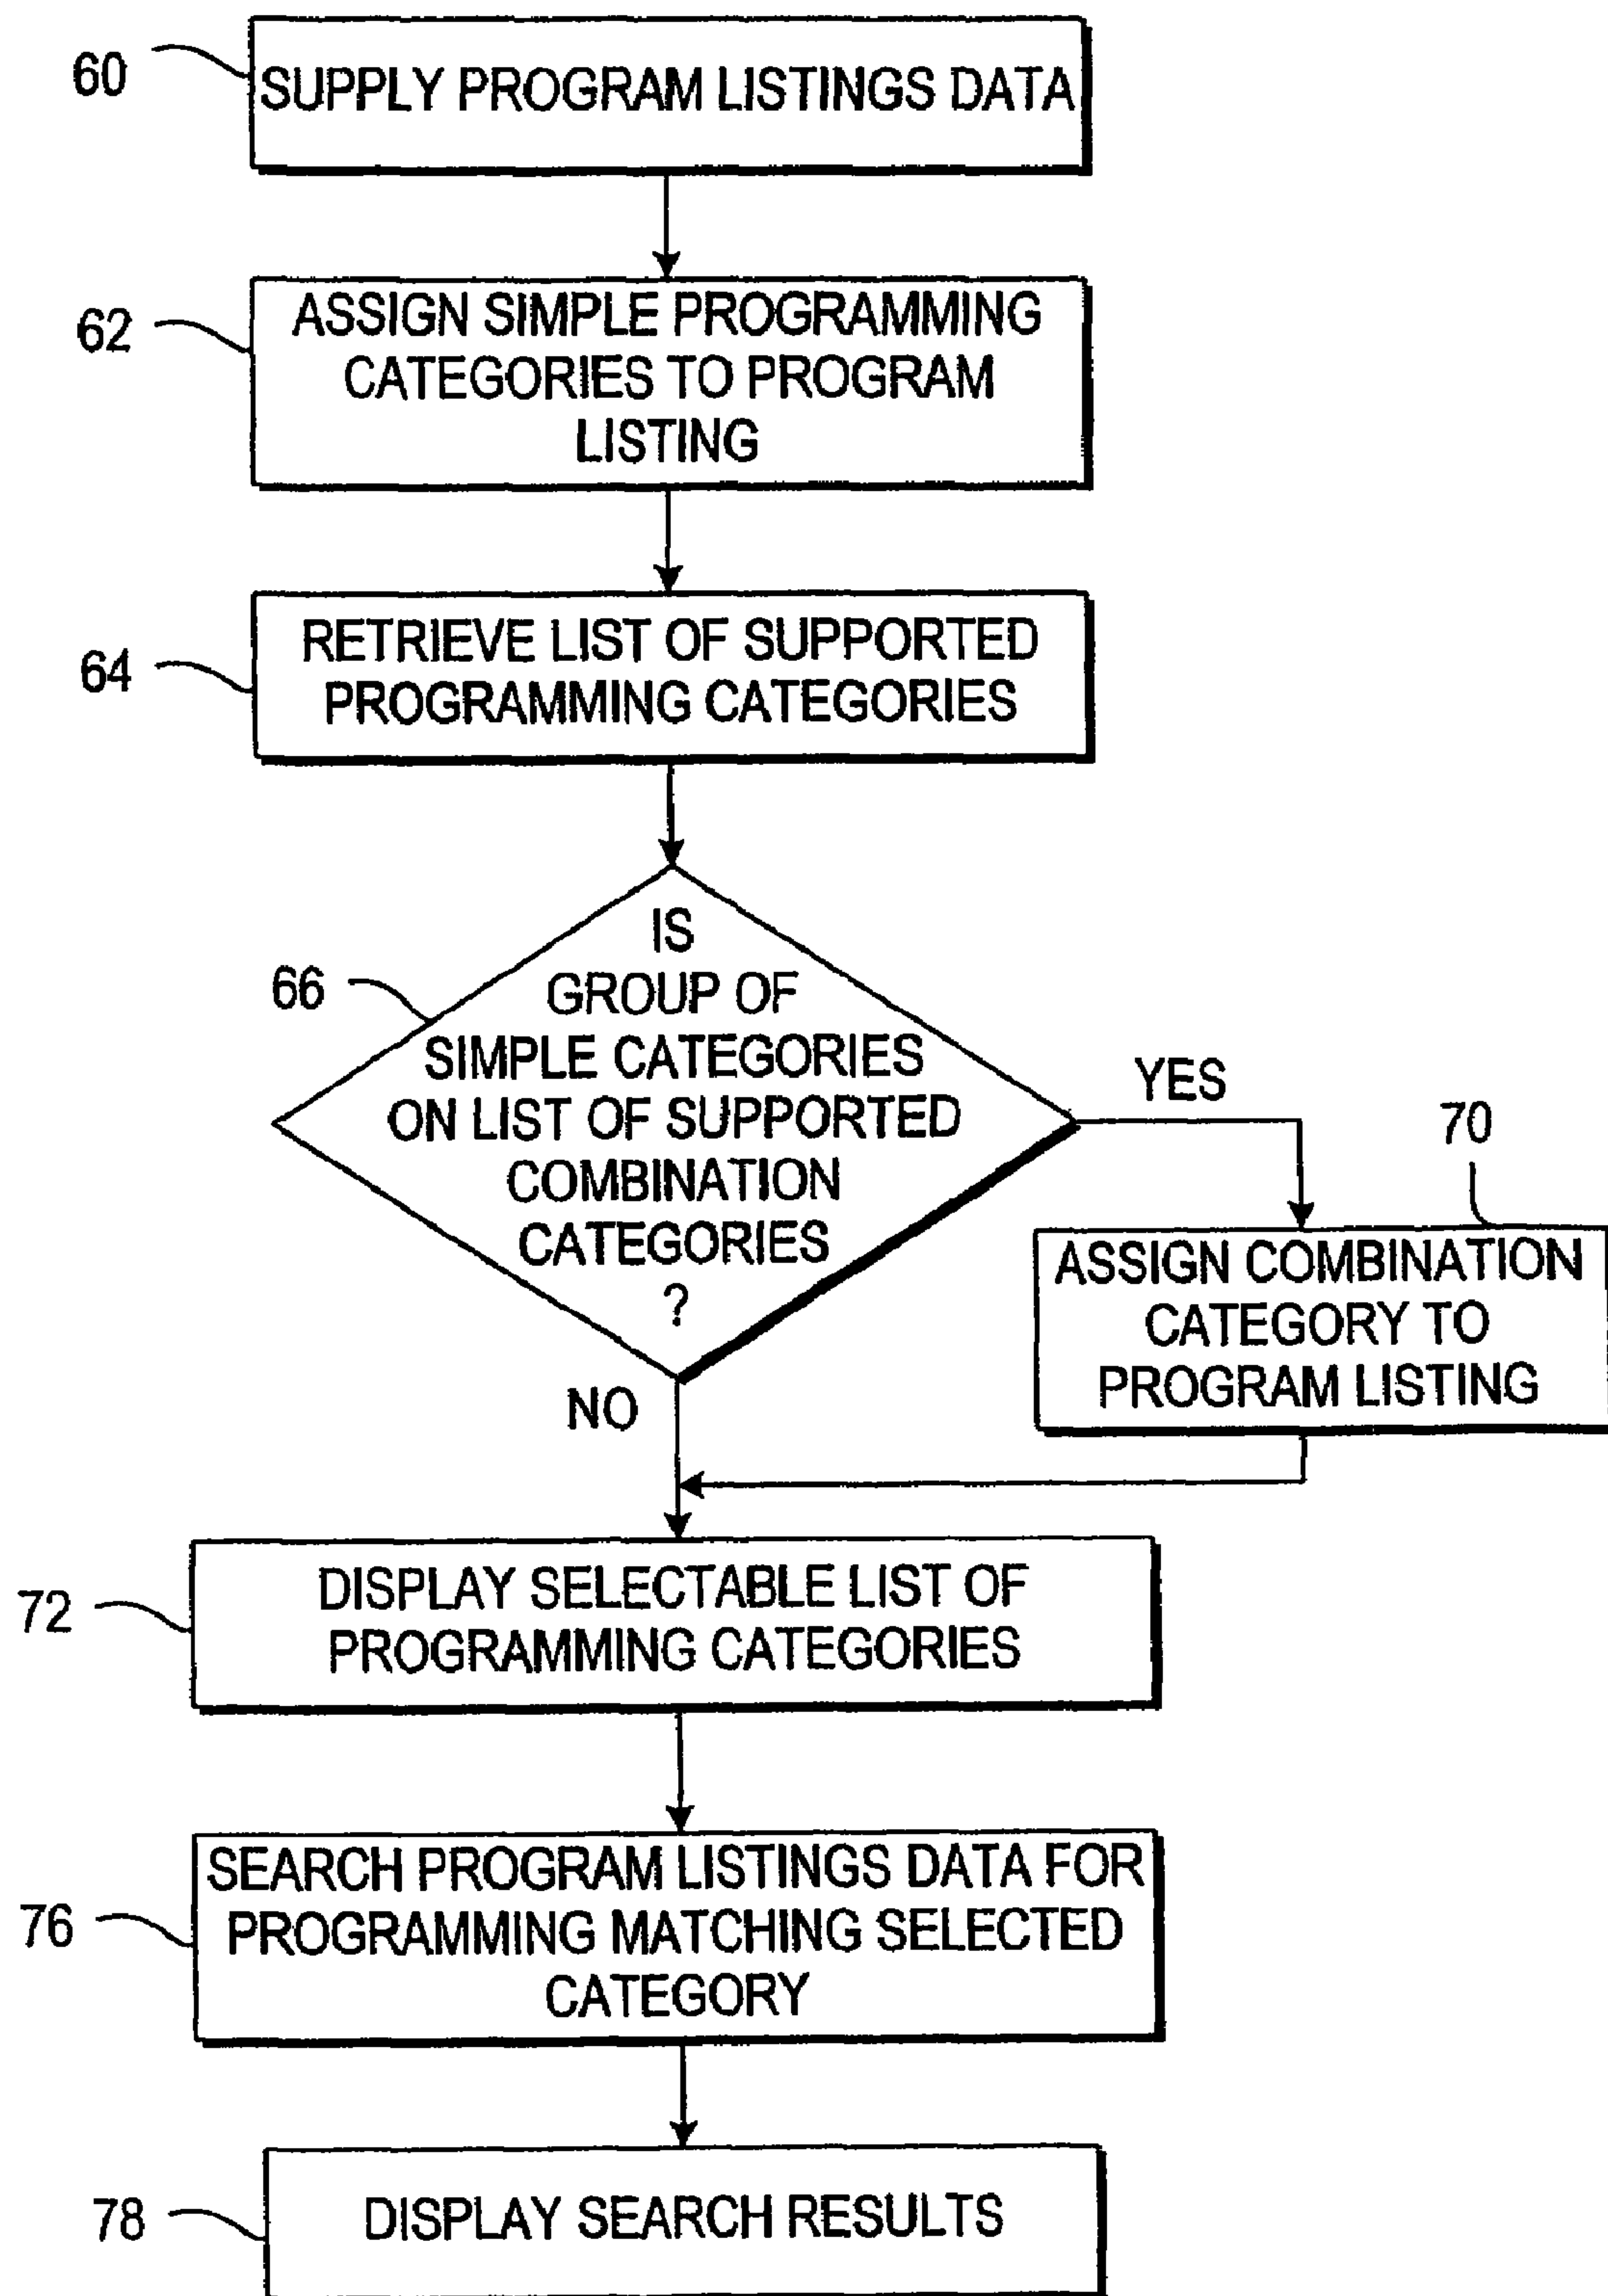 60
SUPPLY PROGRAM LISTINGS DATA
62
ASSIGN SIMPLE PROGRAMMING
CATEGORIES TO PROGRAM
LISTING
64
RETRIEVE LIST OF SUPPORTED
PROGRAMMING CATEGORIES
66
IS
GROUP OF
SIMPLE CATEGORIES
ON LIST OF SUPPORTED
COMBINATION
CATEGORIES
?
YES
70
ASSIGN COMBINATION
CATEGORY TO
PROGRAM LISTING
NO
72
DISPLAY SELECTABLE LIST OF
PROGRAMMING CATEGORIES
76
SEARCH PROGRAM LISTINGS DATA FOR
PROGRAMMING MATCHING SELECTED
CATEGORY
78
DISPLAY SEARCH RESULTS